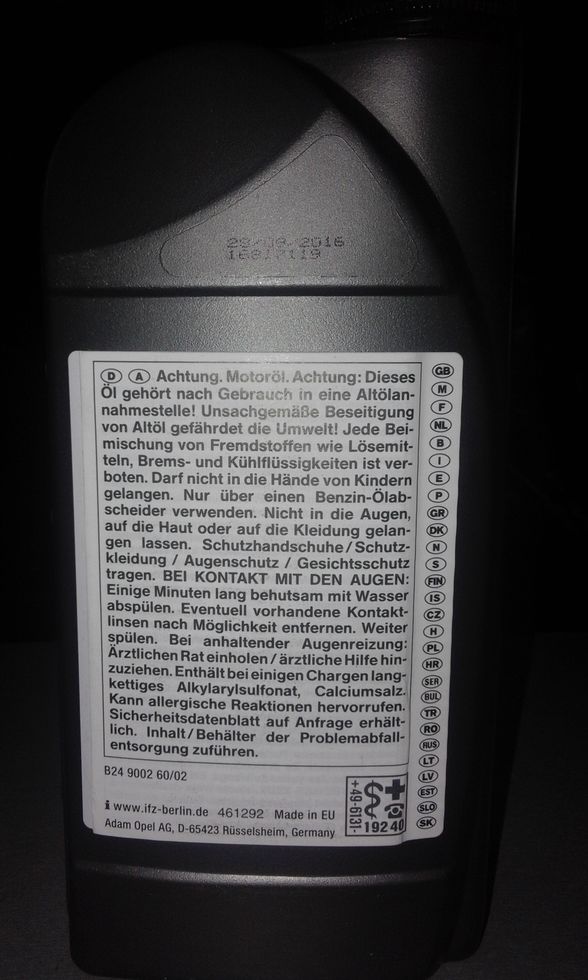 29/09/2016
D A Achtung. Motoröl. Achtung: Dieses
Öl gehört nach Gebrauch in eine Altölan-
nahmestelle! Unsachgemäße Beseitigung
von Altöl gefährdet die Umwelt! Jede Bei-
mischung von Fremdstoffen wie Lösemit-
teln, Brems- und Kühlflüssigkeiten ist ver-
boten. Darf nicht in die Hände von Kindern
gelangen. Nur über einen Benzin-Ölab-
scheider verwenden. Nicht in die Augen,
auf die Haut oder auf die Kleidung gelan-
gen lassen. Schutzhandschuhe/Schutz-
kleidung / Augenschutz / Gesichtsschutz
tragen. BEI KONTAKT MIT DEN AUGEN:
Einige Minuten lang behutsam mit Wasser
abspülen. Eventuell vorhandene Kontakt-
linsen nach Möglichkeit entfernen. Weiter
spülen. Bei anhaltender Augenreizung:
Ärztlichen Rat einholen / ärztliche Hilfe hin-
zuziehen. Enthält bei einigen Chargen lang-
kettiges Alkylarylsulfonat, Calciumsalz.
Kann allergische Reaktionen hervorrufen.
Sicherheitsdatenblatt auf Anfrage erhält-
lich. Inhalt/Behälter der Problemabfall-
entsorgung zuführen.
B24 9002 60/02
i www.ifz-berlin.de 461292 Made in EU
Adam Opel AG, D-65423 Rüsselsheim, Germany
+49-6131-
19240
GB
M
F
NL
B
I
E
P
GR
DK
N
S
FIN
IS
CZ
H
PL
HR
SER
BUL
TR
RO
RUS
LT
LV
EST
SLO
SK